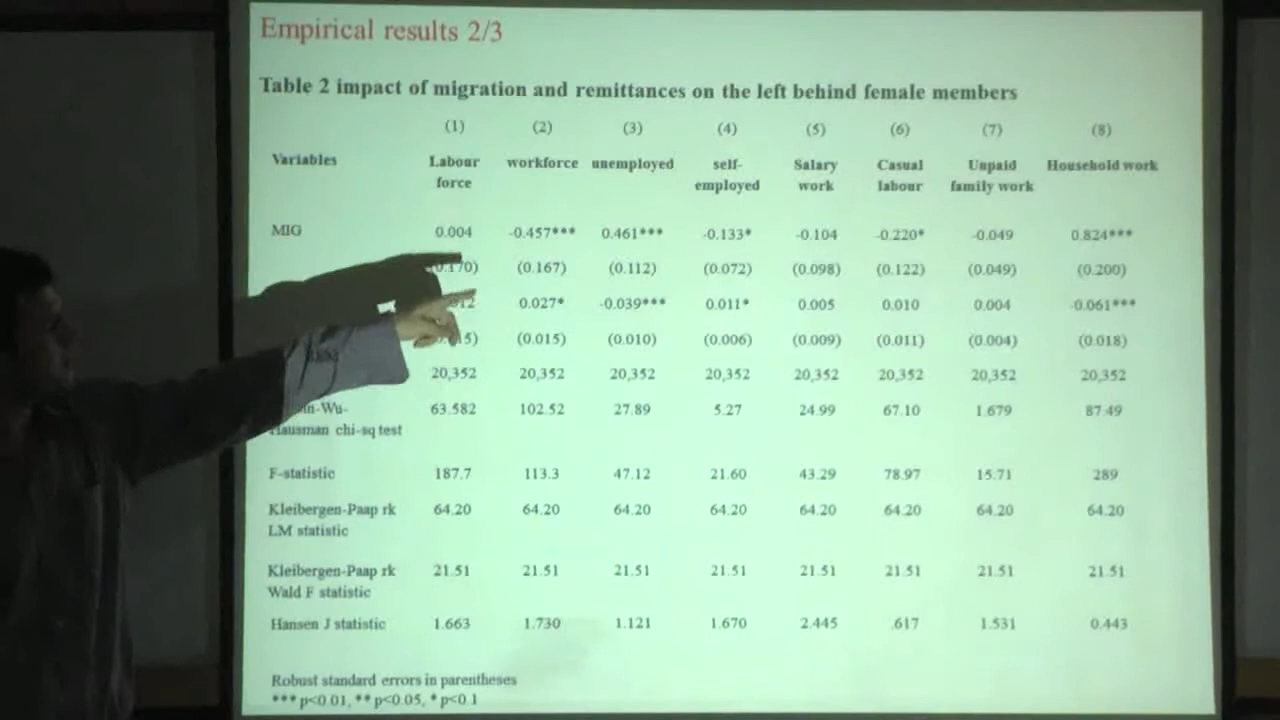 Empirical results 2/3
Table 2 impact of migration and remittances on the left behind female members
(1) (2) (3) (4) (5) (6) (7) (8)
Variables Labour workforce unemployed self- Salary Casual Unpaid Household work
force employed work labour family work
MIG 0.004 -0.457*** 0.461*** -0.133* -0.104 -0.220* -0.049 0.824***
(0.170) (0.167) (0.112) (0.072) (0.098) (0.122) (0.049) (0.200)
0.027* -0.039*** 0.011* 0.005 0.010 0.004 -0.061***
(0.015) (0.010) (0.006) (0.009) (0.011) (0.004) (0.018)
20,352 20,352 20,352 20,352 20,352 20,352 20,352 20,352
-Wu- 63.582 102.52 27.89 5.27 24.99 67.10 1.679 87.49
Hausman chi-sq test
F-statistic 187.7 113.3 47.12 21.60 43.29 78.97 15.71 289
Kleibergen-Paap rk 64.20 64.20 64.20 64.20 64.20 64.20 64.20 64.20
LM statistic
Kleibergen-Paap rk 21.51 21.51 21.51 21.51 21.51 21.51 21.51 21.51
Wald F statistic
Hansen J statistic 1.663 1.730 1.121 1.670 2.445 .617 1.531 0.443
Robust standard errors in parentheses
*** p<0.01, ** p<0.05, * p<0.1